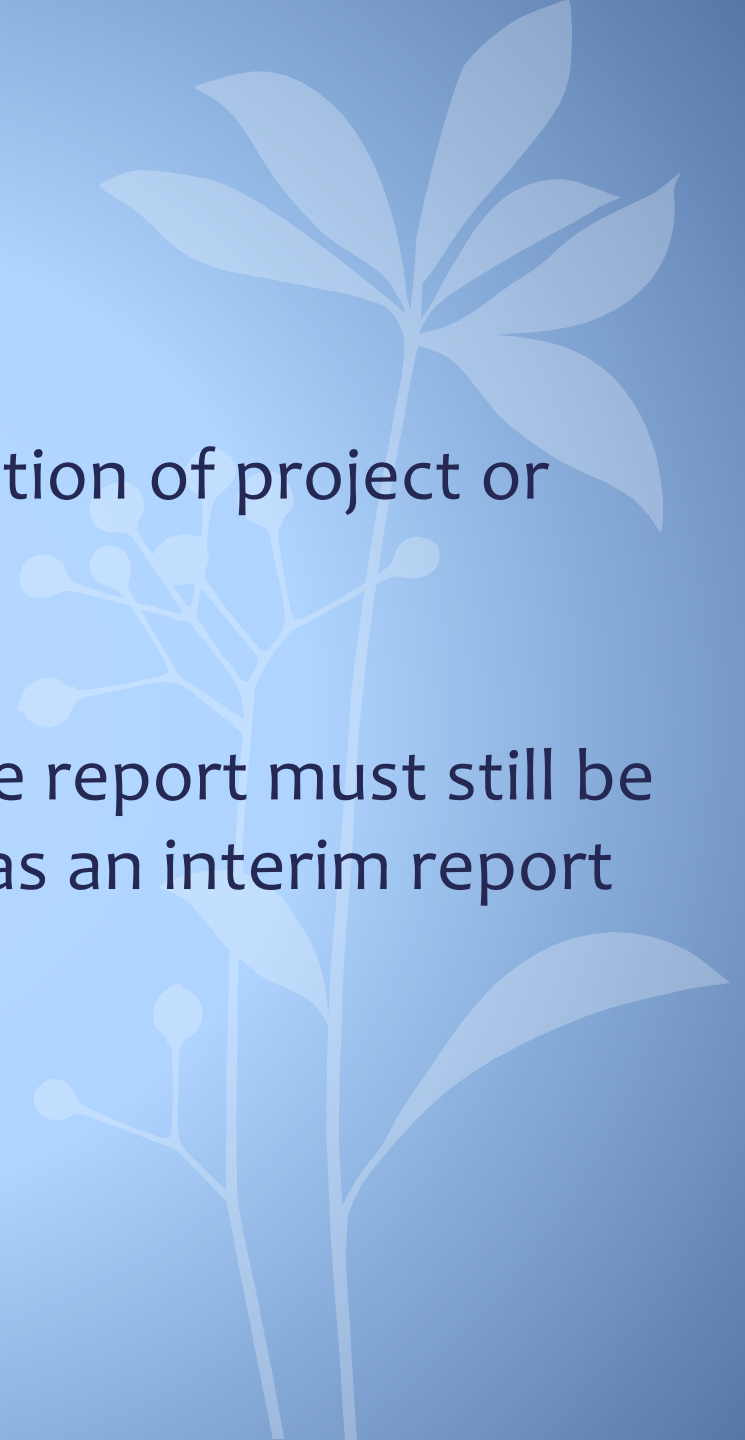 tion of project or
e report must still be
as an interim report